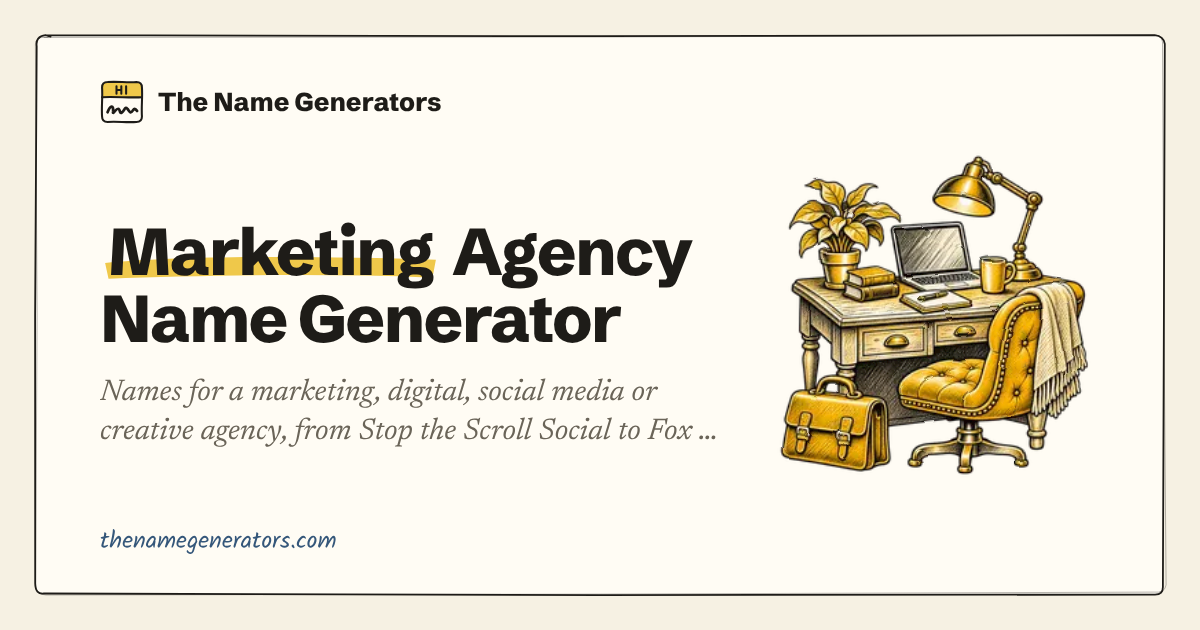 HI
The Name Generators
Marketing Agency
Name Generator
Names for a marketing, digital, social media or
creative agency, from Stop the Scroll Social to Fox ...
thenamegenerators.com